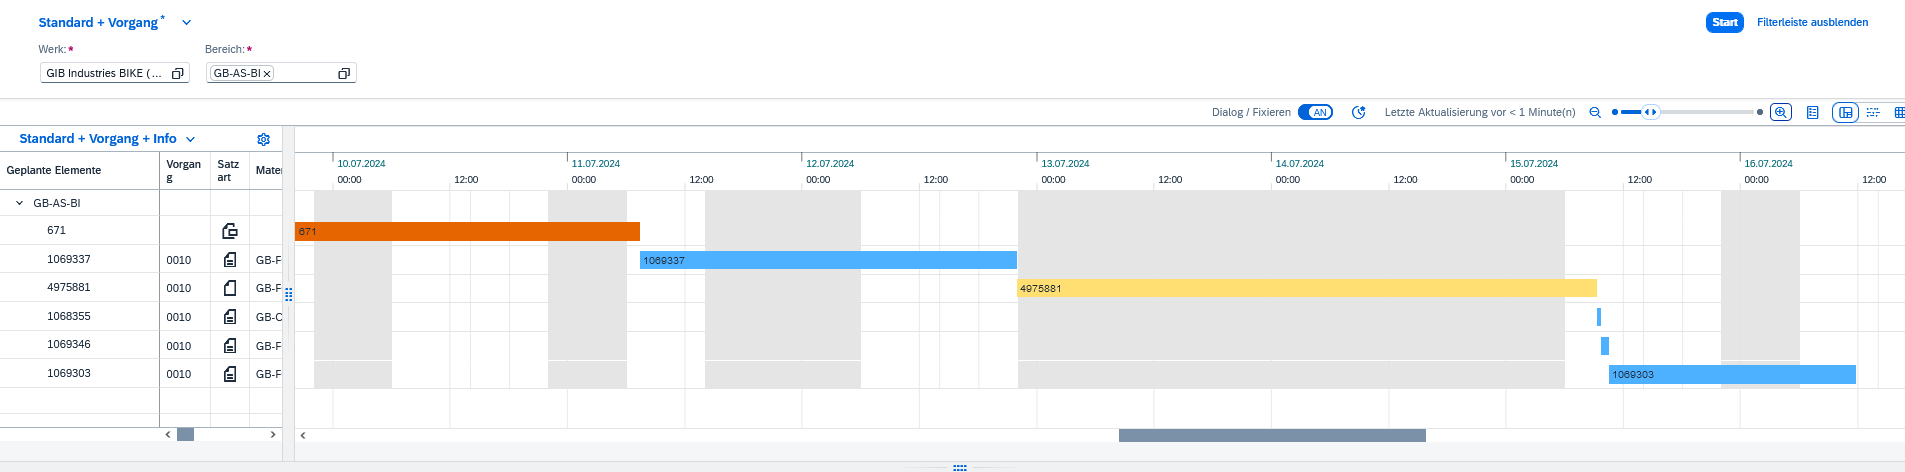 Standard + Vorgang *
Start Filterleiste ausblenden
Werk: * Bereich: *
GIB Industries BIKE (... GB-AS-BI
Dialog / Fixieren AN Letzte Aktualisierung vor < 1 Minute(n)
Standard + Vorgang + Info
Geplante Elemente Vorgang Satzart Mater
10.07.2024 11.07.2024 12.07.2024 13.07.2024 14.07.2024 15.07.2024 16.07.2024
00:00 12:00 00:00 12:00 00:00 12:00 00:00 12:00 00:00 12:00 00:00 12:00 00:00 12:00
GB-AS-BI
671 671
1069337 0010 GB-F 1069337
4975881 0010 GB-F 4975881
1068355 0010 GB-C
1069346 0010 GB-F
1069303 0010 GB-F 1069303